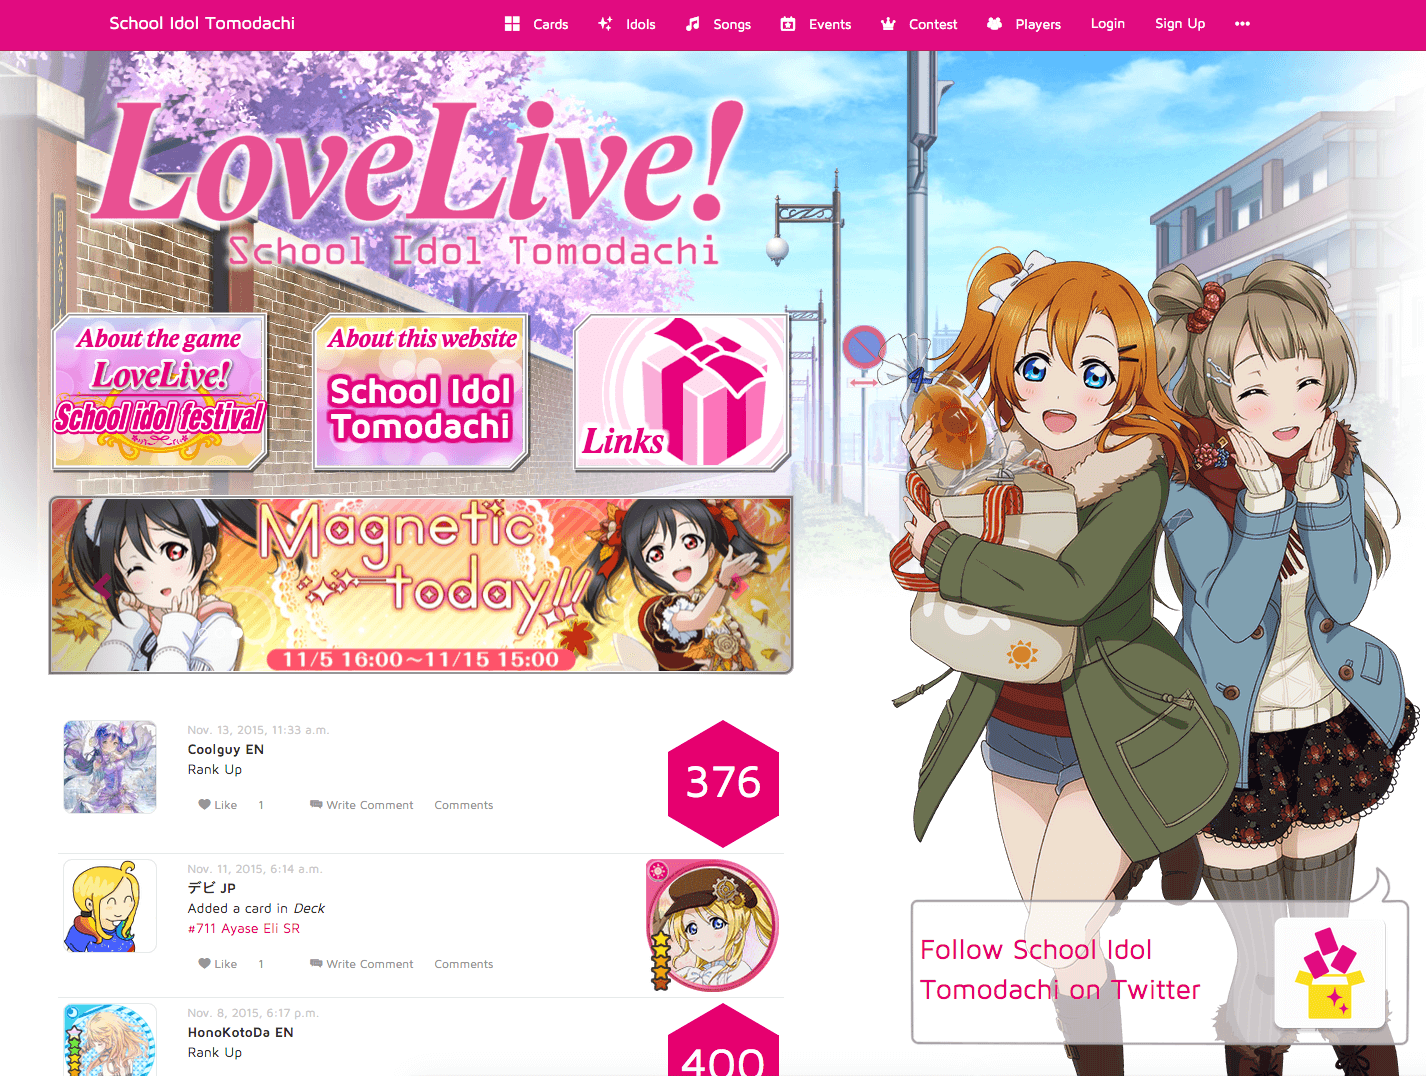 School Idol Tomodachi
Cards
Idols
Songs
Events
Contest
Players
Login
Sign Up
LoveLive!
School Idol Tomodachi
About the game
LoveLive!
School idol festival
About this website
School Idol
Tomodachi
Links
Magnetic
today!!
11/5 16:00~11/15 15:00
Nov. 13, 2015, 11:33 a.m.
Coolguy EN
Rank Up
Like 1 Write Comment Comments
376
Nov. 11, 2015, 6:14 a.m.
デビ JP
Added a card in Deck
#711 Ayase Eli SR
Like 1 Write Comment Comments
Nov. 8, 2015, 6:17 p.m.
HonoKotoDa EN
Rank Up
400
Follow School Idol
Tomodachi on Twitter